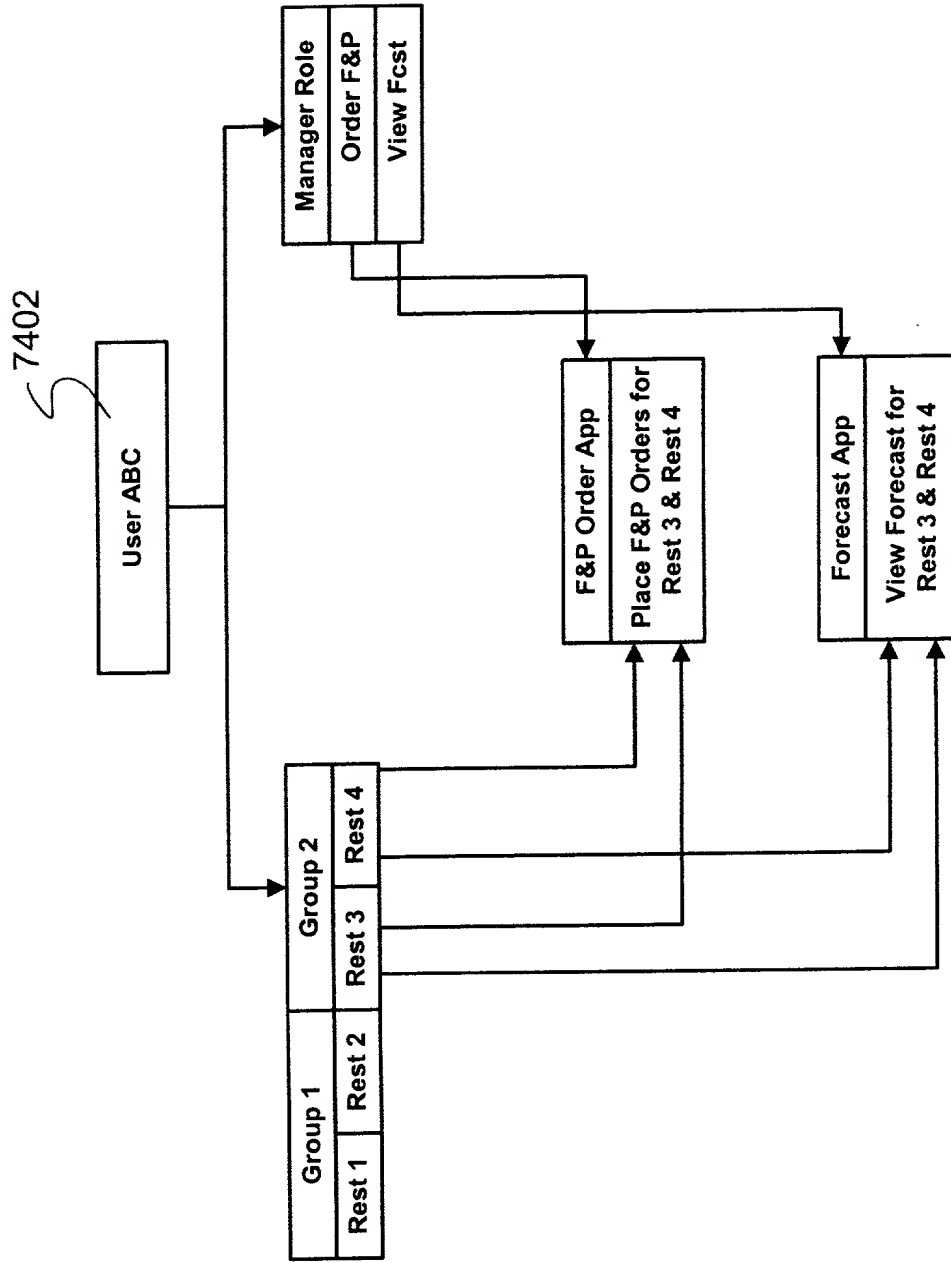 7402
User ABC
Group 1
Group 2
Rest 1
Rest 2
Rest 3
Rest 4
Manager Role
Order F&P
View Fcst
F&P Order App
Place F&P Orders for
Rest 3 & Rest 4
Forecast App
View Forecast for
Rest 3 & Rest 4